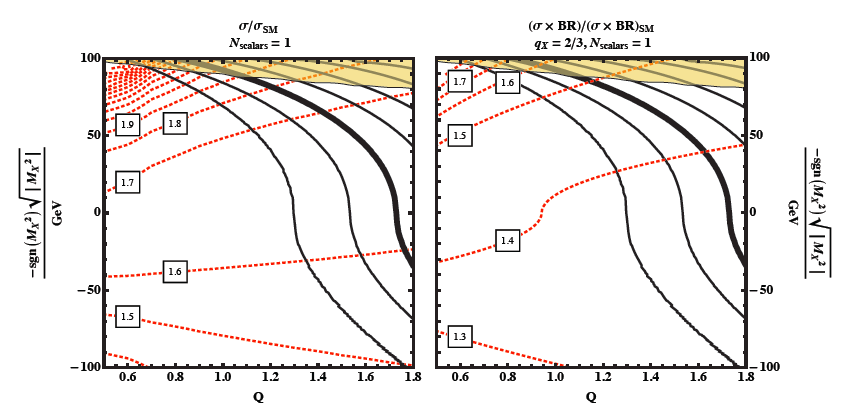 σ/σSM
Nscalars = 1
(σ × BR)/(σ × BR)SM
qX = 2/3, Nscalars = 1
100
50
0
−50
−100
−sgn(MX²)√|MX²|
GeV
1.9
1.8
1.7
1.6
1.5
0.6 0.8 1.0 1.2 1.4 1.6 1.8
Q
1.7
1.6
1.5
1.4
1.3
0.6 0.8 1.0 1.2 1.4 1.6 1.8
Q
100
50
0
−50
−100
−sgn(MX²)√|MX²|
GeV